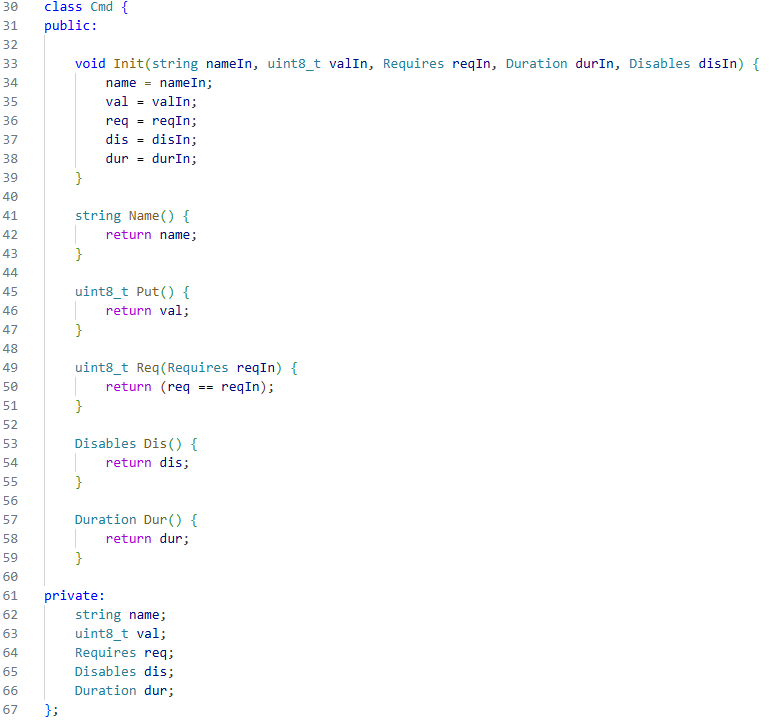 30 class Cmd {
31 public:
32
33     void Init(string nameIn, uint8_t valIn, Requires reqIn, Duration durIn, Disables disIn) {
34         name = nameIn;
35         val = valIn;
36         req = reqIn;
37         dis = disIn;
38         dur = durIn;
39     }
40
41     string Name() {
42         return name;
43     }
44
45     uint8_t Put() {
46         return val;
47     }
48
49     uint8_t Req(Requires reqIn) {
50         return (req == reqIn);
51     }
52
53     Disables Dis() {
54         return dis;
55     }
56
57     Duration Dur() {
58         return dur;
59     }
60
61 private:
62     string name;
63     uint8_t val;
64     Requires req;
65     Disables dis;
66     Duration dur;
67 };